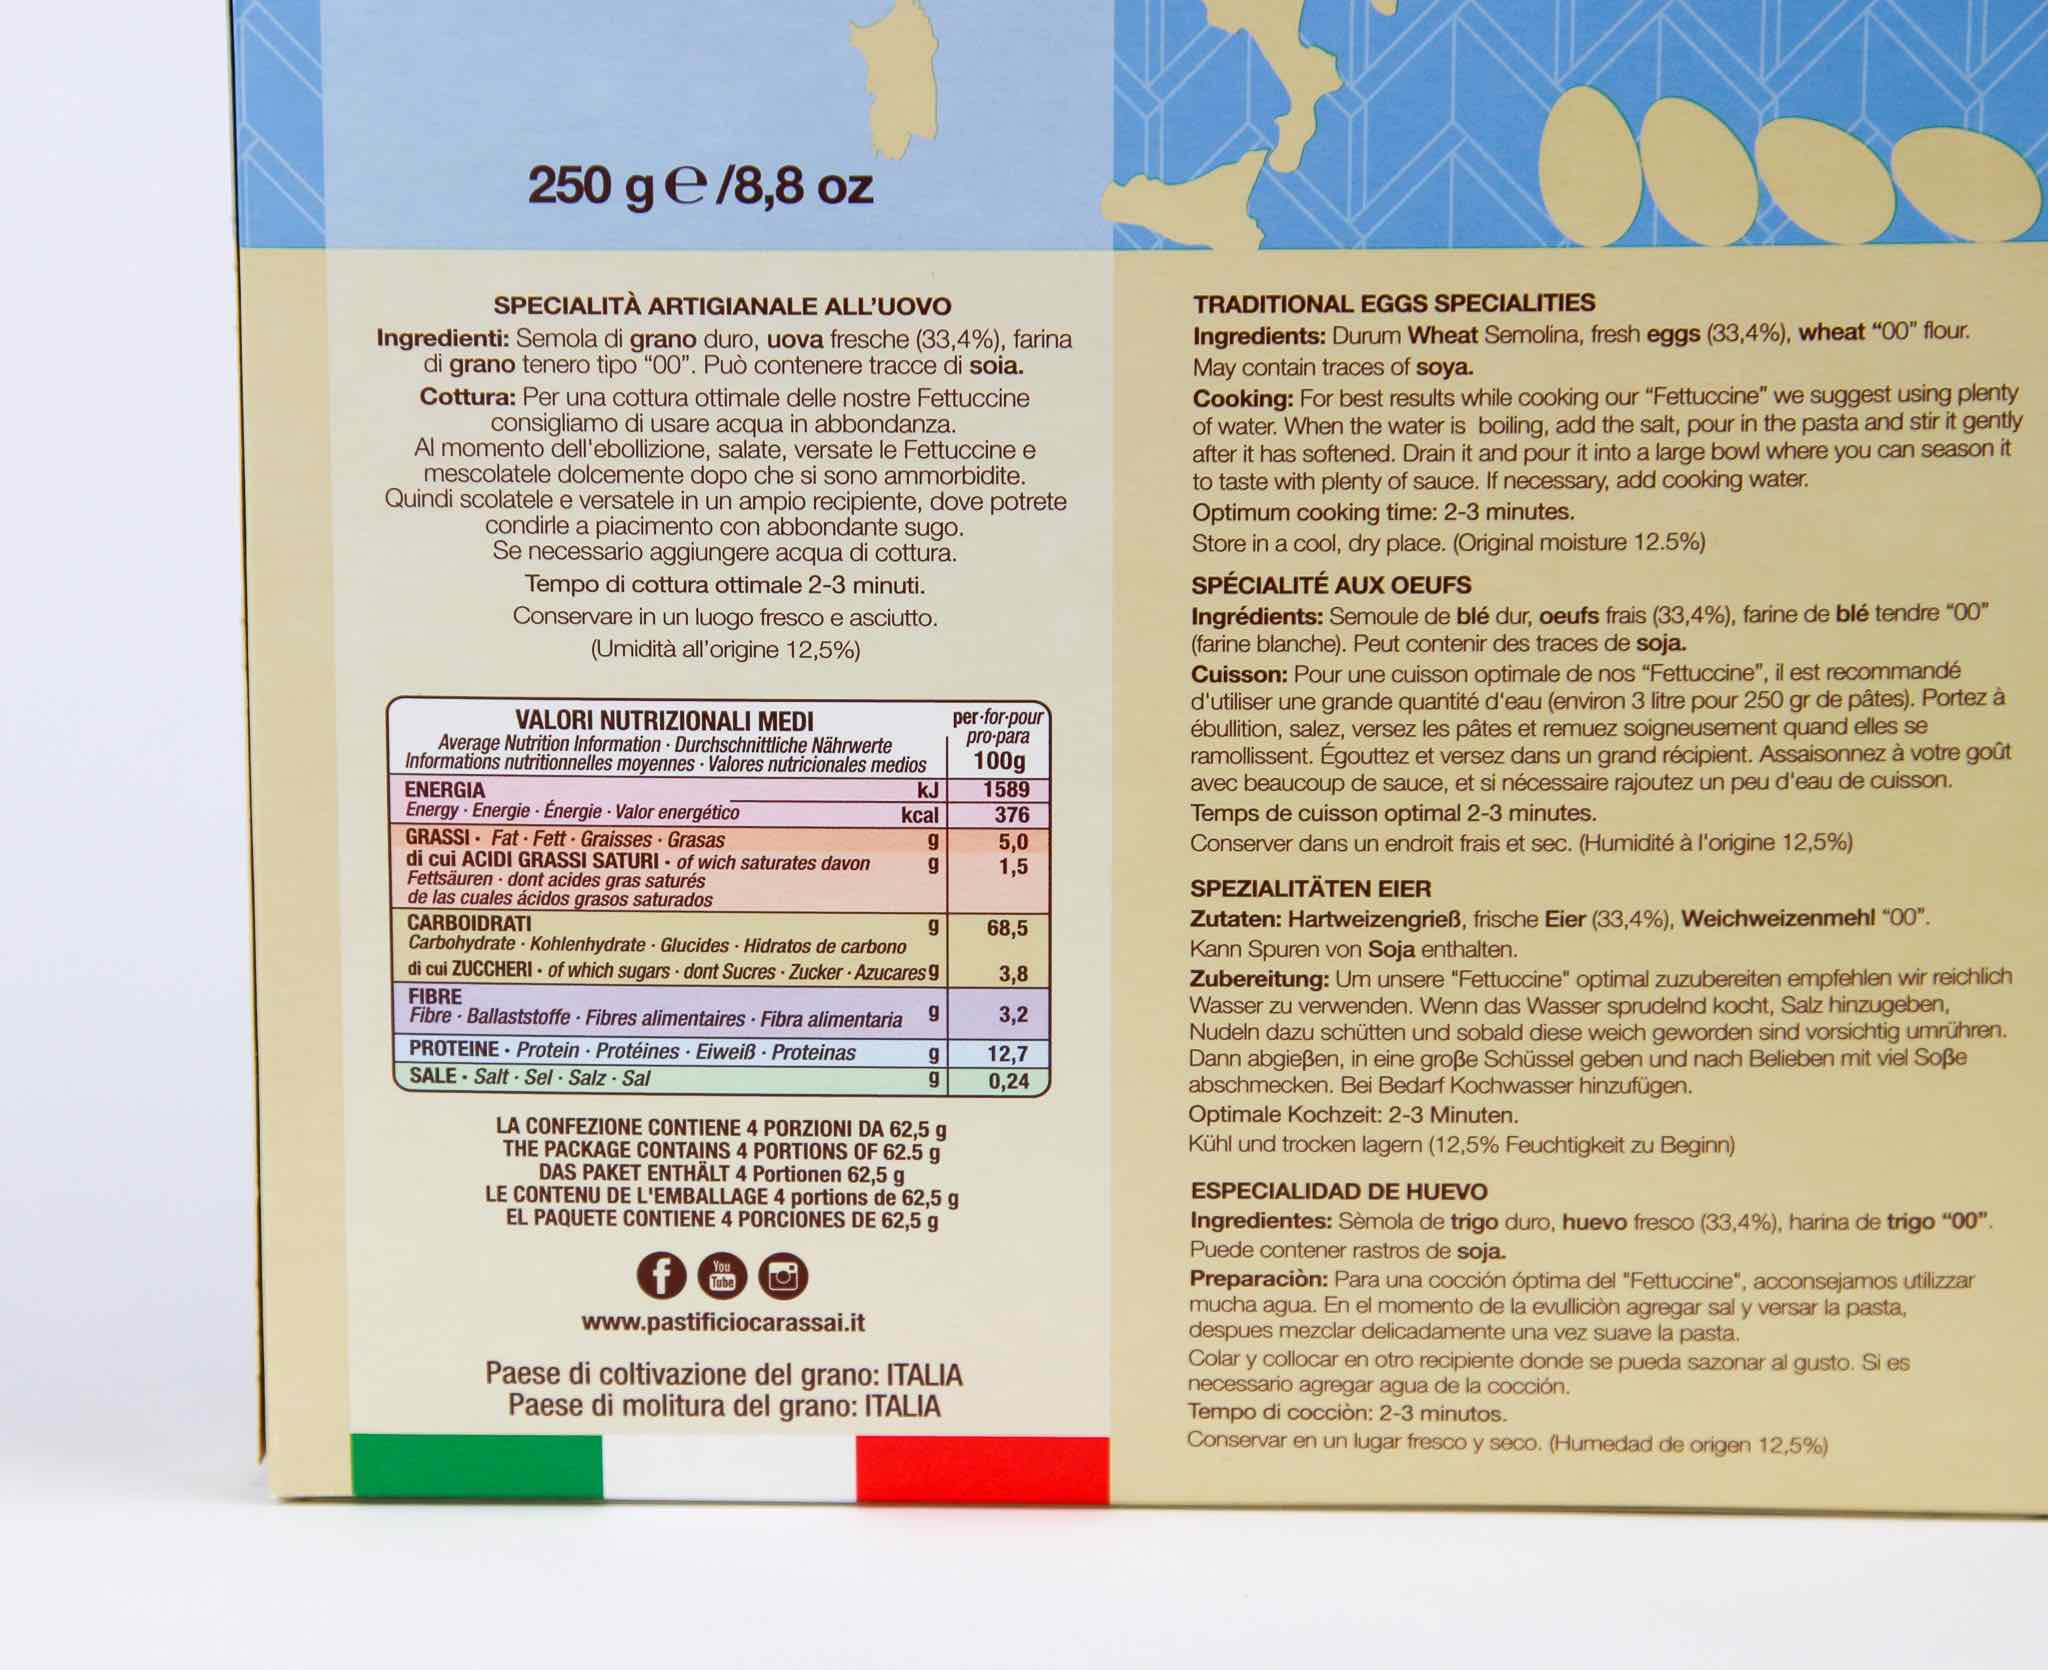 250 g e /8,8 oz
SPECIALITÀ ARTIGIANALE ALL'UOVO
Ingredienti: Semola di grano duro, uova fresche (33,4%), farina
di grano tenero tipo “00”. Può contenere tracce di soia.
Cottura: Per una cottura ottimale delle nostre Fettuccine
consigliamo di usare acqua in abbondanza.
Al momento dell'ebollizione, salate, versate le Fettuccine e
mescolatele dolcemente dopo che si sono ammorbidite.
Quindi scolatele e versatele in un ampio recipiente, dove potrete
condirle a piacimento con abbondante sugo.
Se necessario aggiungere acqua di cottura.
Tempo di cottura ottimale 2-3 minuti.
Conservare in un luogo fresco e asciutto.
(Umidità all'origine 12,5%)
VALORI NUTRIZIONALI MEDI per·for·pour
Average Nutrition Information · Durchschnittliche Nährwerte pro·para
Informations nutritionnelles moyennes · Valores nutricionales medios 100g
ENERGIA kJ 1589
Energy · Energie · Énergie · Valor energético kcal 376
GRASSI · Fat · Fett · Graisses · Grasas g 5,0
di cui ACIDI GRASSI SATURI · of wich saturates davon g 1,5
Fettsäuren · dont acides gras saturés
de las cuales ácidos grasos saturados
CARBOIDRATI g 68,5
Carbohydrate · Kohlenhydrate · Glucides · Hidratos de carbono
di cui ZUCCHERI · of which sugars · dont Sucres · Zucker · Azucares g 3,8
FIBRE
Fibre · Ballaststoffe · Fibres alimentaires · Fibra alimentaria g 3,2
PROTEINE · Protein · Protéines · Eiweiß · Proteinas g 12,7
SALE · Salt · Sel · Salz · Sal g 0,24
LA CONFEZIONE CONTIENE 4 PORZIONI DA 62,5 g
THE PACKAGE CONTAINS 4 PORTIONS OF 62.5 g
DAS PAKET ENTHÄLT 4 Portionen 62,5 g
LE CONTENU DE L'EMBALLAGE 4 portions de 62,5 g
EL PAQUETE CONTIENE 4 PORCIONES DE 62,5 g
f You Tube
www.pastificiocarassai.it
Paese di coltivazione del grano: ITALIA
Paese di molitura del grano: ITALIA
TRADITIONAL EGGS SPECIALITIES
Ingredients: Durum Wheat Semolina, fresh eggs (33,4%), wheat “00” flour.
May contain traces of soya.
Cooking: For best results while cooking our “Fettuccine” we suggest using plenty
of water. When the water is boiling, add the salt, pour in the pasta and stir it gently
after it has softened. Drain it and pour it into a large bowl where you can season it
to taste with plenty of sauce. If necessary, add cooking water.
Optimum cooking time: 2-3 minutes.
Store in a cool, dry place. (Original moisture 12.5%)
SPÉCIALITÉ AUX OEUFS
Ingrédients: Semoule de blé dur, oeufs frais (33,4%), farine de blé tendre “00”
(farine blanche). Peut contenir des traces de soja.
Cuisson: Pour une cuisson optimale de nos “Fettuccine”, il est recommandé
d'utiliser une grande quantité d'eau (environ 3 litre pour 250 gr de pâtes). Portez à
ébullition, salez, versez les pâtes et remuez soigneusement quand elles se
ramollissent. Égouttez et versez dans un grand récipient. Assaisonnez à votre goût
avec beaucoup de sauce, et si nécessaire rajoutez un peu d'eau de cuisson.
Temps de cuisson optimal 2-3 minutes.
Conserver dans un endroit frais et sec. (Humidité à l'origine 12,5%)
SPEZIALITÄTEN EIER
Zutaten: Hartweizengrieß, frische Eier (33,4%), Weichweizenmehl “00”.
Kann Spuren von Soja enthalten.
Zubereitung: Um unsere "Fettuccine" optimal zuzubereiten empfehlen wir reichlich
Wasser zu verwenden. Wenn das Wasser sprudelnd kocht, Salz hinzugeben,
Nudeln dazu schütten und sobald diese weich geworden sind vorsichtig umrühren.
Dann abgießen, in eine große Schüssel geben und nach Belieben mit viel Soße
abschmecken. Bei Bedarf Kochwasser hinzufügen.
Optimale Kochzeit: 2-3 Minuten.
Kühl und trocken lagern (12,5% Feuchtigkeit zu Beginn)
ESPECIALIDAD DE HUEVO
Ingredientes: Sèmola de trigo duro, huevo fresco (33,4%), harina de trigo “00”.
Puede contener rastros de soja.
Preparaciòn: Para una cocción óptima del "Fettuccine", acconsejamos utilizzar
mucha agua. En el momento de la evulliciòn agregar sal y versar la pasta,
despues mezclar delicadamente una vez suave la pasta.
Colar y collocar en otro recipiente donde se pueda sazonar al gusto. Si es
necessario agregar agua de la cocción.
Tempo di cocciòn: 2-3 minutos.
Conservar en un lugar fresco y seco. (Humedad de origen 12,5%)